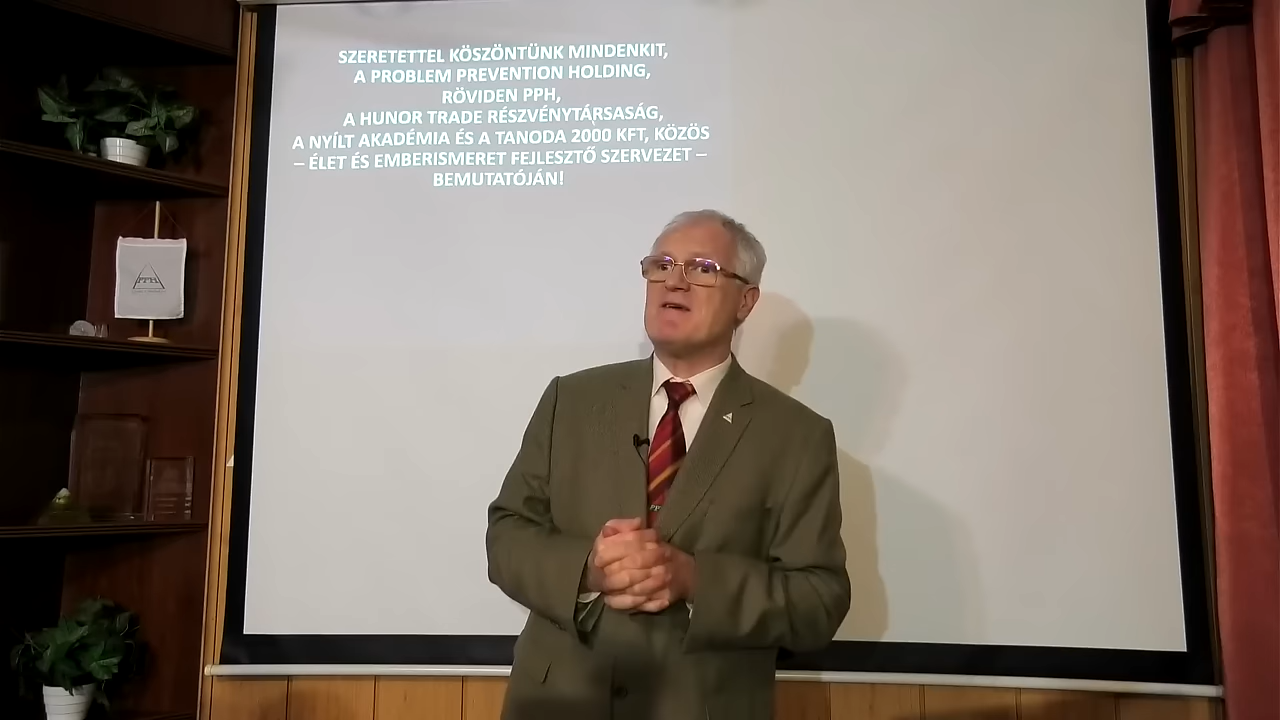 SZERETETTEL KÖSZÖNTÜNK MINDENKIT,
A PROBLEM PREVENTION HOLDING,
RÖVIDEN PPH,
A HUNOR TRADE RÉSZVÉNYTÁRSASÁG,
A NYÍLT AKADÉMIA ÉS A TANODA 2000 KFT, KÖZÖS
– ÉLET ÉS EMBERISMERET FEJLESZTŐ SZERVEZET –
BEMUTATÓJÁN!